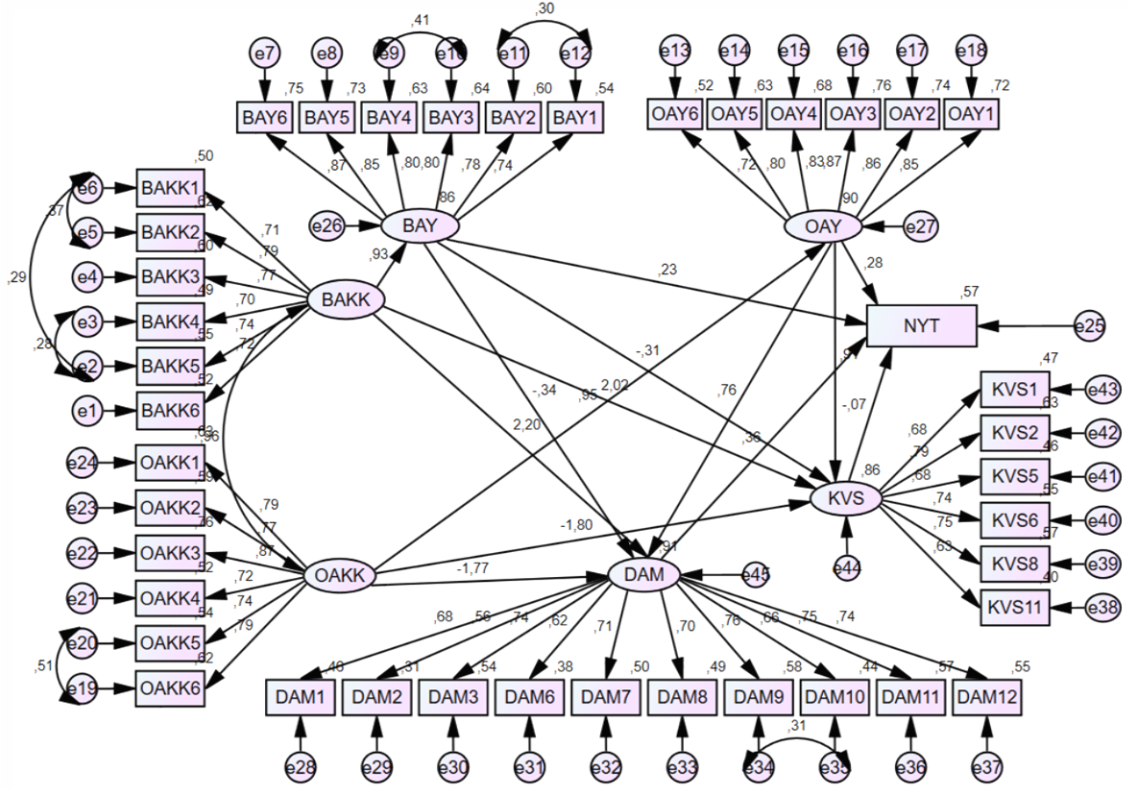 ,41 ,30
e7 e8 e9 e10 e11 e12 e13 e14 e15 e16 e17 e18
,75 ,73 ,63 ,64 ,60 ,54 ,52 ,63 ,68 ,76 ,74 ,72
BAY6 BAY5 BAY4 BAY3 BAY2 BAY1 OAY6 OAY5 OAY4 OAY3 OAY2 OAY1
,87 ,85 ,80 ,80 ,78 ,74 ,72 ,80 ,83 ,87 ,86 ,85
,50
e6 BAKK1
,86 ,90
,37 ,62
e26 BAY OAY e27
e5 BAKK2
,71
,60 ,79
,93 ,23 ,28
,29 e4 BAKK3 ,77
,49 ,70
BAKK
,57
e3 BAKK4 ,74
NYT e25
,55 ,72
,28 -,31 ,91 ,47
e2 BAKK5
KVS1 e43
,52 -,34 ,95 2,02 ,76 -,07 ,63
e1 BAKK6
2,20 ,36 ,68 KVS2 e42
,63 ,96 ,79 ,46
e24 OAKK1 ,86 ,68 KVS5 e41
,59 ,55
KVS ,74
e23 OAKK2 ,79 KVS6 e40
,76 ,77 -1,80 ,75 ,57
e22 OAKK3 ,87 ,91 ,63 KVS8 e39
,52 ,72 OAKK -1,77 DAM e45 e44 ,40
e21 OAKK4 ,74 KVS11 e38
,54 ,79
,68 ,56 ,74 ,62 ,71 ,70 ,76 ,66 ,75 ,74
e20 OAKK5
,51 ,62
,31 ,54 ,38 ,50 ,49 ,58 ,44 ,57 ,55
e19 OAKK6
DAM1 DAM2 DAM3 DAM6 DAM7 DAM8 DAM9 DAM10 DAM11 DAM12
,31
e28 e29 e30 e31 e32 e33 e34 e35 e36 e37